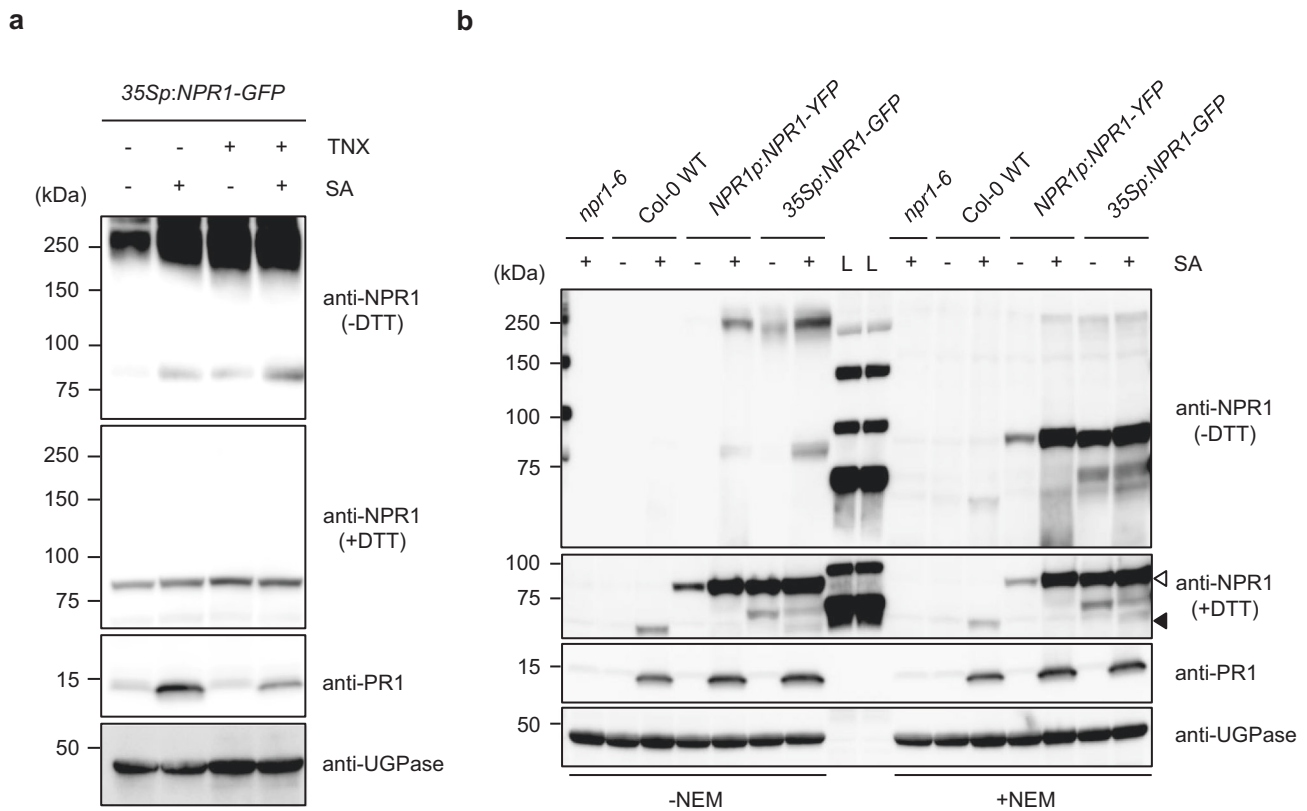 a
35Sp:NPR1-GFP
- - + + TNX
- + - + SA
(kDa)
250
150
100
75
anti-NPR1
(-DTT)
250
150
100
75
anti-NPR1
(+DTT)
15
anti-PR1
50
anti-UGPase
b
npr1-6 Col-0 WT NPR1p:NPR1-YFP 35Sp:NPR1-GFP npr1-6 Col-0 WT NPR1p:NPR1-YFP 35Sp:NPR1-GFP
(kDa) + - + - + - + L L + - + - + - + SA
250
150
100
75
anti-NPR1
(-DTT)
100
75
anti-NPR1
(+DTT)
15
anti-PR1
50
anti-UGPase
-NEM +NEM